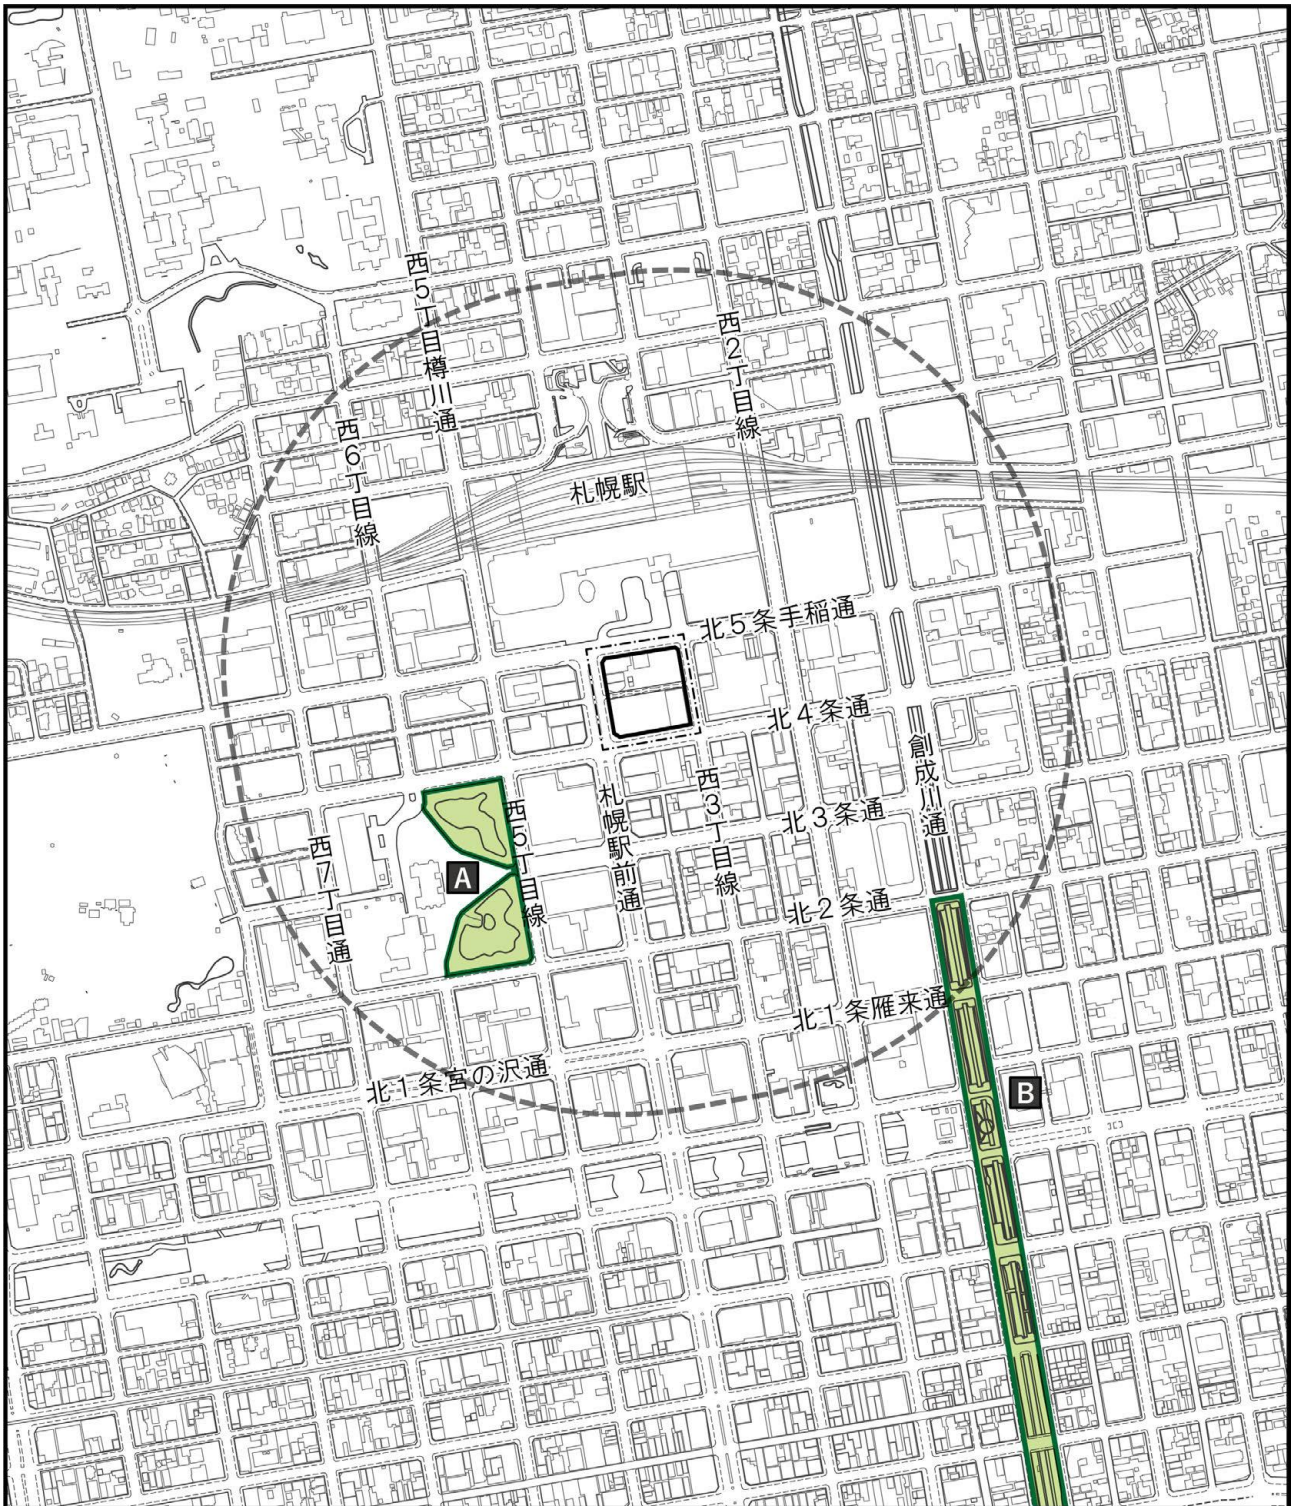 西5丁目樽川通
西2丁目線
西6丁目線
札幌駅
北5条手稲通
北4条通
創成川通
西3丁目線
札幌駅前通
北3条通
西5丁目線
西7丁目通
A
北2条通
北1条雁来通
北1条宮の沢通
B